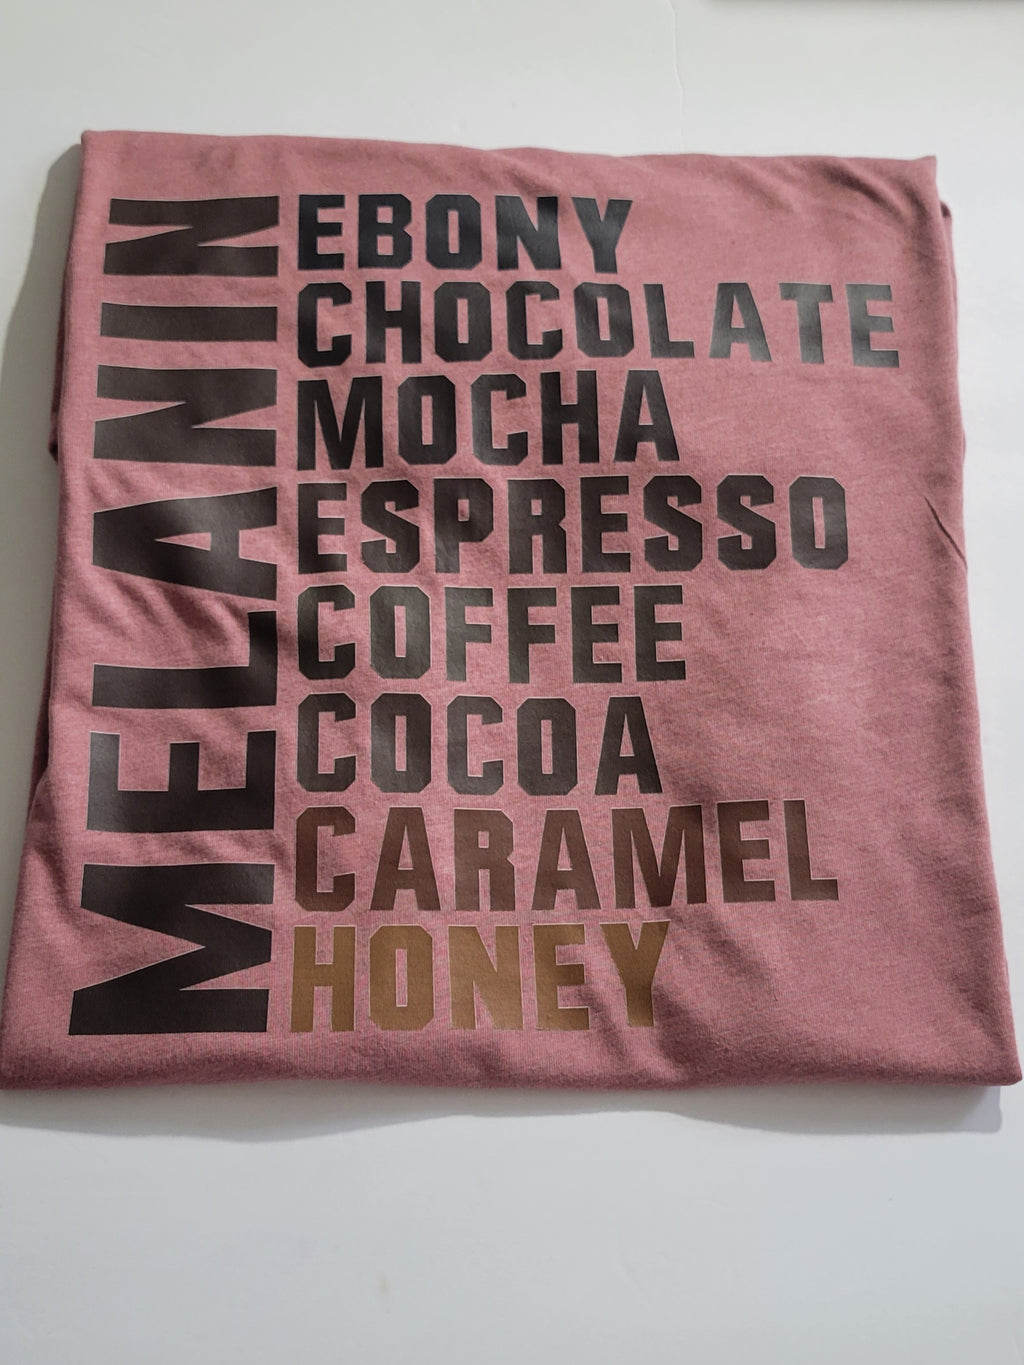 MELANIN
EBONY
CHOCOLATE
MOCHA
ESPRESSO
COFFEE
COCOA
CARAMEL
HONEY